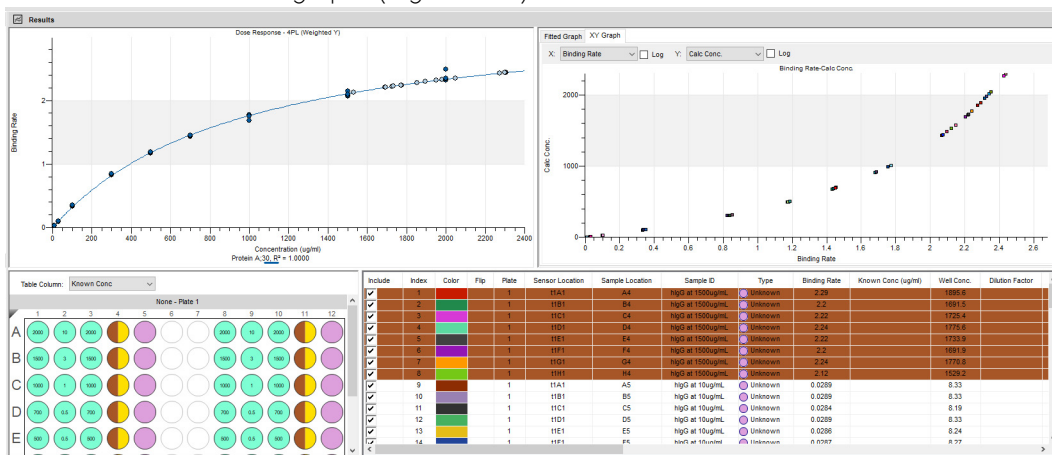 Results
Dose Response - 4PL (Weighted Y)
Binding Rate
2
1
0
0 200 400 600 800 1000 1200 1400 1600 1800 2000 2200 2400
Concentration (ug/ml)
Protein A;30, R² = 1.0000
Fitted Graph XY Graph
X: Binding Rate Log Y: Calc Conc. Log
Binding Rate-Calc Conc.
Calc Conc.
2000
1000
0
0 0.2 0.4 0.6 0.8 1 1.2 1.4 1.6 1.8 2 2.2 2.4 2.6
Binding Rate
Table Column: Known Conc
None - Plate 1
1 2 3 4 5 6 7 8 9 10 11 12
A 2000 10 2000 2000 10 2000
B 1500 3 1500 1500 3 1500
C 1000 1 1000 1000 1 1000
D 700 0.5 700 700 0.5 700
E 500 0.5 500 500 0.5 500
Include Index Color Flip Plate Sensor Location Sample Location Sample ID Type Binding Rate Known Conc (ug/ml) Well Conc. Dilution Factor
1 1 t1A1 A4 hIgG at 1500ug/mL Unknown 2.29 1895.6
2 1 t1B1 B4 hIgG at 1500ug/mL Unknown 2.2 1691.5
3 1 t1C1 C4 hIgG at 1500ug/mL Unknown 2.22 1725.4
4 1 t1D1 D4 hIgG at 1500ug/mL Unknown 2.24 1775.6
5 1 t1E1 E4 hIgG at 1500ug/mL Unknown 2.22 1733.9
6 1 t1F1 F4 hIgG at 1500ug/mL Unknown 2.2 1691.9
7 1 t1G1 G4 hIgG at 1500ug/mL Unknown 2.24 1770.8
8 1 t1H1 H4 hIgG at 1500ug/mL Unknown 2.12 1529.2
9 1 t1A1 A5 hIgG at 10ug/mL Unknown 0.0289 8.33
10 1 t1B1 B5 hIgG at 10ug/mL Unknown 0.0289 8.33
11 1 t1C1 C5 hIgG at 10ug/mL Unknown 0.0284 8.19
12 1 t1D1 D5 hIgG at 10ug/mL Unknown 0.0289 8.33
13 1 t1E1 E5 hIgG at 10ug/mL Unknown 0.0286 8.24
14 1 t1F1 F5 hIgG at 10ug/mL Unknown 0.0287 8.27